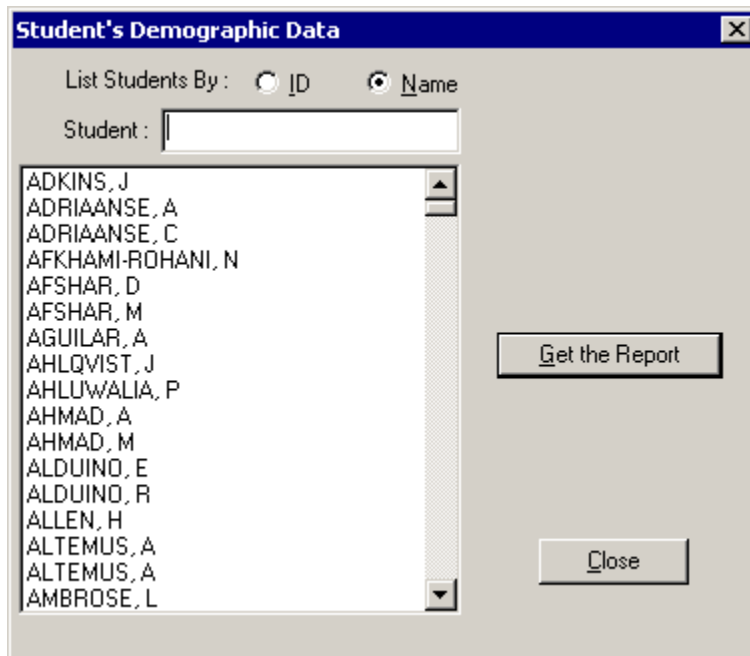 Student's Demographic Data
List Students By : ID Name
Student :
ADKINS, J
ADRIAANSE, A
ADRIAANSE, C
AFKHAMI-ROHANI, N
AFSHAR, D
AFSHAR, M
AGUILAR, A
AHLQVIST, J
AHLUWALIA, P
AHMAD, A
AHMAD, M
ALDUINO, E
ALDUINO, R
ALLEN, H
ALTEMUS, A
ALTEMUS, A
AMBROSE, L
Get the Report
Close